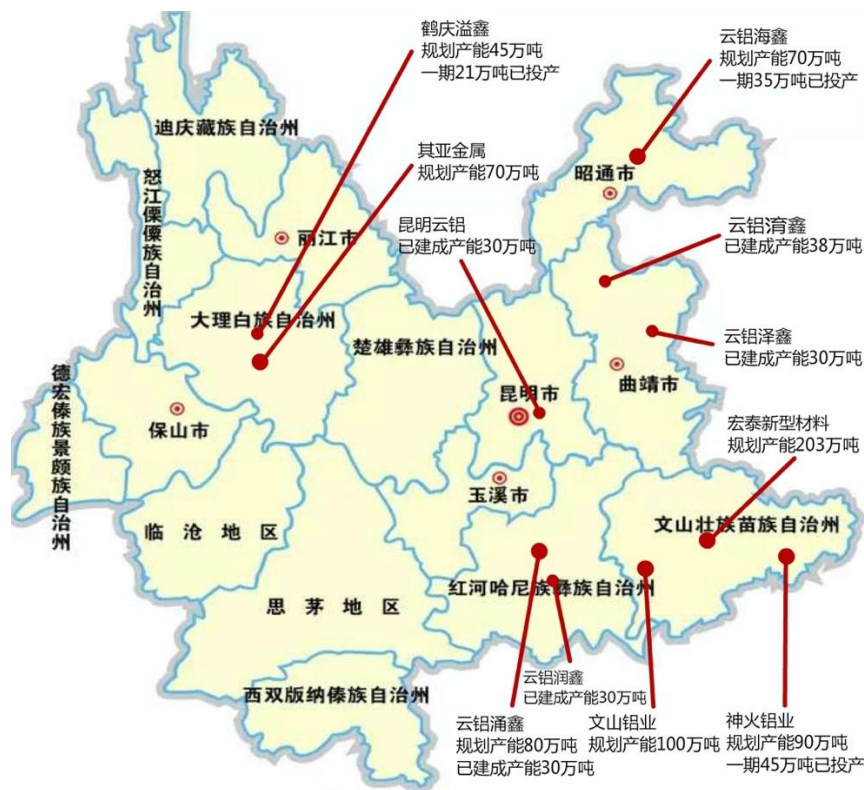 鹤庆溢鑫
规划产能45万吨
一期21万吨已投产
云铝海鑫
规划产能70万吨
一期35万吨已投产
迪庆藏族自治州
其亚金属
规划产能70万吨
昭通市
怒江傈僳族自治州
昆明云铝
已建成产能30万吨
云铝淯鑫
已建成产能38万吨
丽江市
大理白族自治州
楚雄彝族自治州
云铝泽鑫
已建成产能30万吨
德宏傣族景颇族自治州
昆明市
曲靖市
保山市
宏泰新型材料
规划产能203万吨
玉溪市
临沧地区
文山壮族苗族自治州
红河哈尼族彝族自治州
思茅地区
西双版纳傣族自治州
云铝润鑫
已建成产能30万吨
云铝涌鑫
规划产能80万吨
已建成产能30万吨
文山铝业
规划产能100万吨
神火铝业
规划产能90万吨
一期45万吨已投产